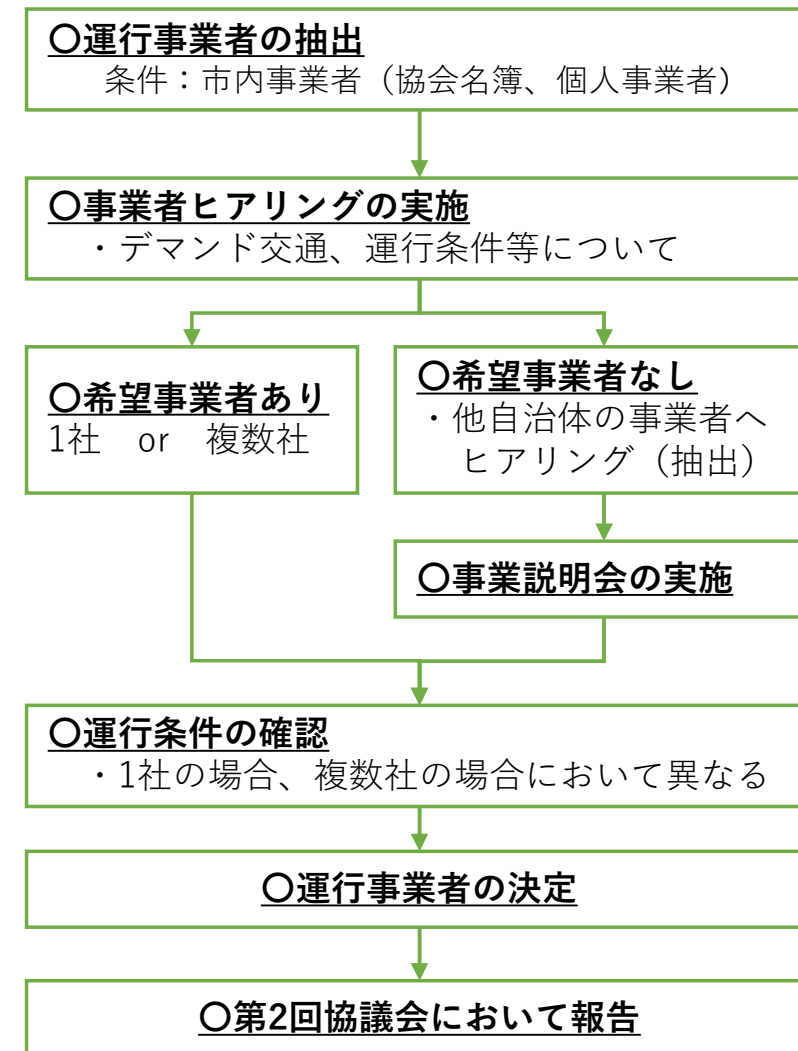 〇運行事業者の抽出
条件：市内事業者（協会名簿、個人事業者）
〇事業者ヒアリングの実施
・デマンド交通、運行条件等について
〇希望事業者あり
1社　or　複数社
〇希望事業者なし
・他自治体の事業者へ
ヒアリング（抽出）
〇事業説明会の実施
〇運行条件の確認
・1社の場合、複数社の場合において異なる
〇運行事業者の決定
〇第2回協議会において報告